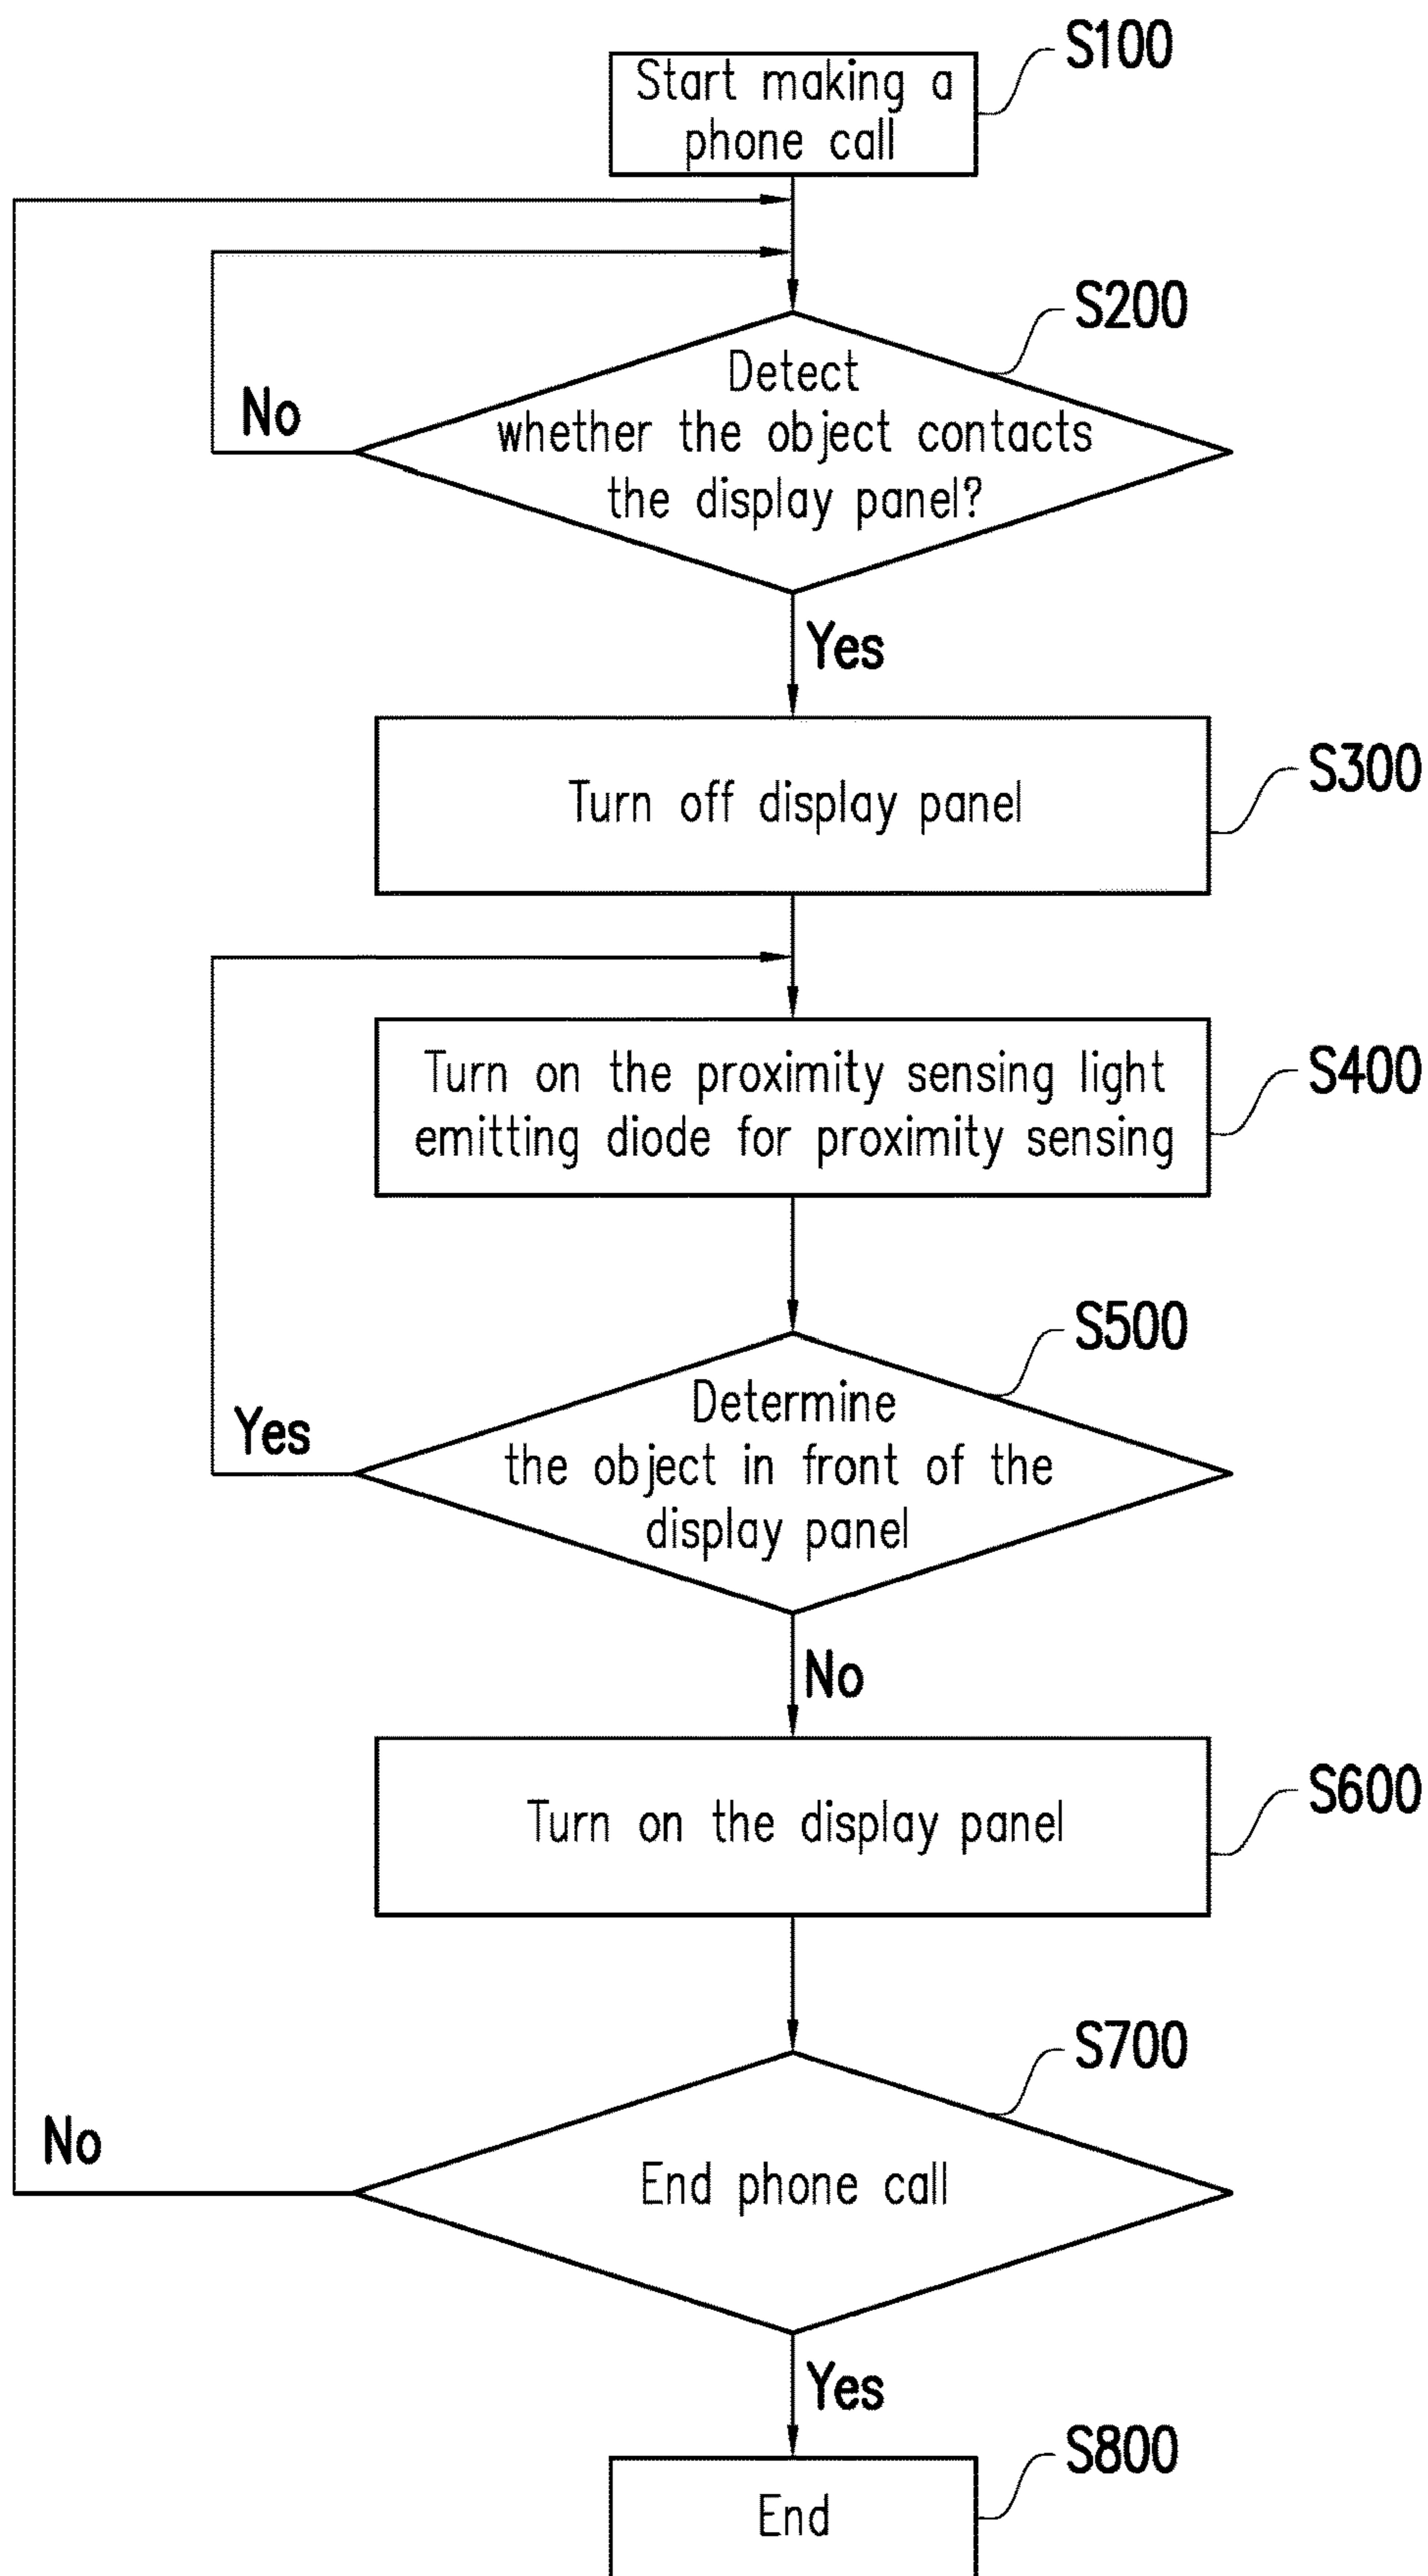 S100
Start making a
phone call
S200
Detect
whether the object contacts
the display panel?
No
Yes
S300
Turn off display panel
S400
Turn on the proximity sensing light
emitting diode for proximity sensing
S500
Determine
the object in front of the
display panel
Yes
No
S600
Turn on the display panel
S700
End phone call
No
Yes
S800
End